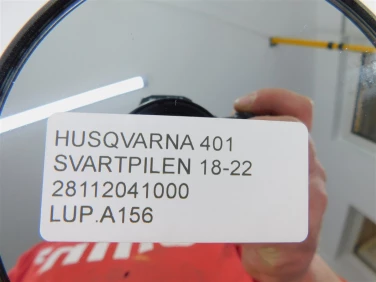 HUSQVARNA 401
SVARTPILEN 18-22
28112041000
LUP.A156